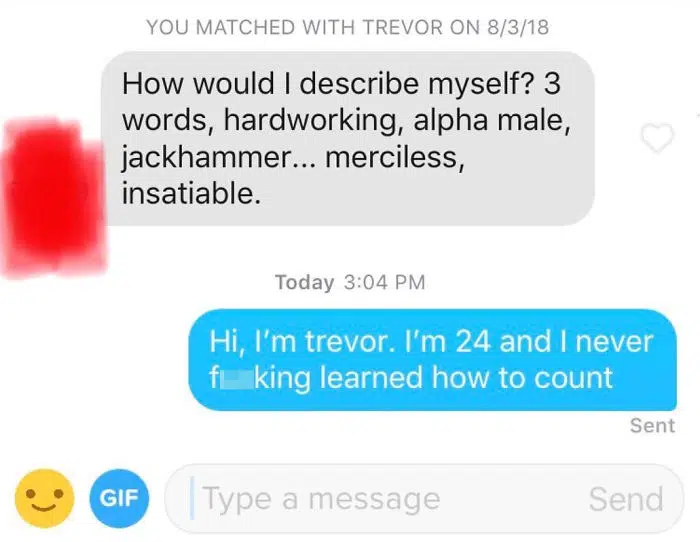 YOU MATCHED WITH TREVOR ON 8/3/18
How would I describe myself? 3
words, hardworking, alpha male,
jackhammer... merciless,
insatiable.
Today 3:04 PM
Hi, I'm trevor. I'm 24 and I never
f king learned how to count
Sent
GIF
Type a message
Send